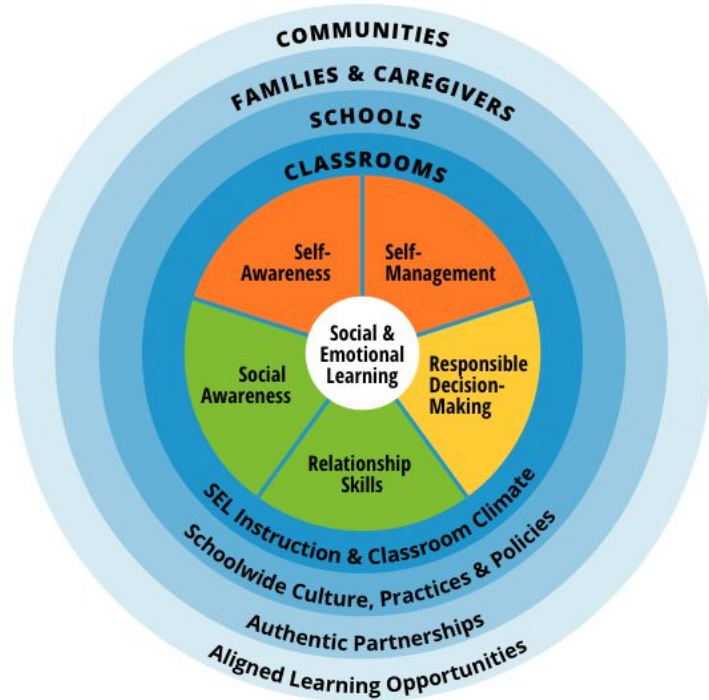 COMMUNITIES
FAMILIES & CAREGIVERS
SCHOOLS
CLASSROOMS
Self-
Awareness
Self-
Management
Social &
Emotional
Learning
Social
Awareness
Responsible
Decision-
Making
Relationship
Skills
SEL Instruction & Classroom Climate
Schoolwide Culture, Practices & Policies
Authentic Partnerships
Aligned Learning Opportunities